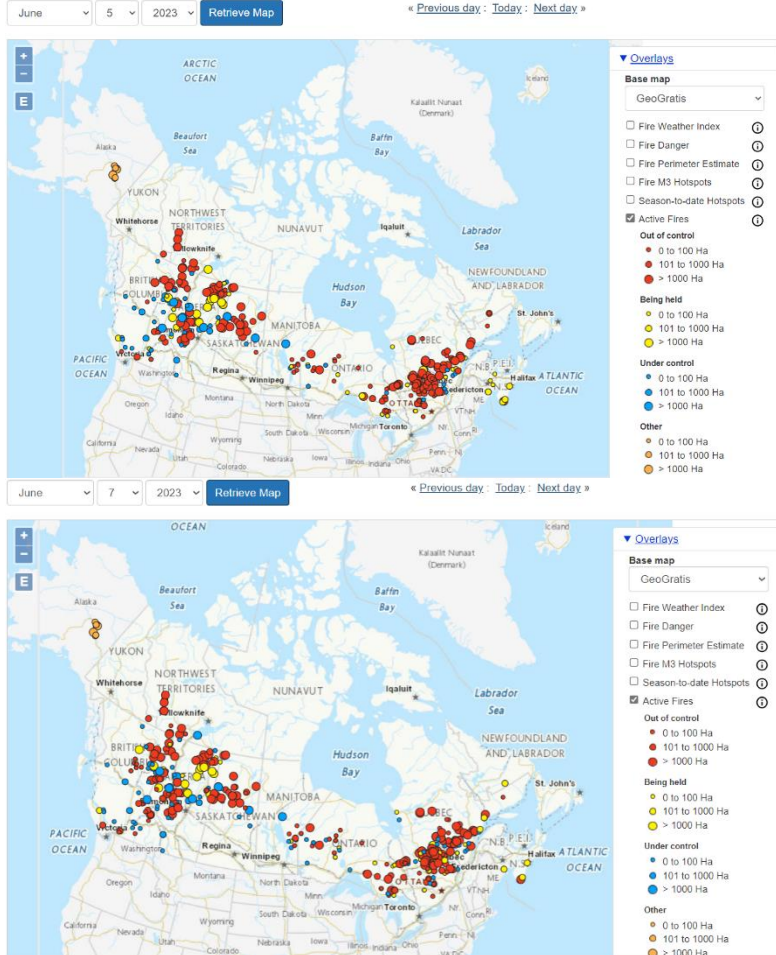 June 5 2023 Retrieve Map « Previous day : Today : Next day »
+
−
E
ARCTIC
OCEAN
Iceland
Kalaallit Nunaat
(Denmark)
Beaufort
Sea
Baffin
Bay
Alaska
YUKON
NORTHWEST
TERRITORIES
Whitehorse
NUNAVUT
Iqaluit
Labrador
Sea
NEWFOUNDLAND
AND LABRADOR
Hudson
Bay
St. John's
MANITOBA
PACIFIC
OCEAN
Regina
Winnipeg
ONTARIO
N.B.
P.E.I.
Halifax
ATLANTIC
OCEAN
Washington
Montana
North Dakota
Minn
Oregon
Idaho
South Dakota
Wisconsin
Michigan
Toronto
NY.
Conn
ME
Wyoming
California
Nevada
Utah
Colorado
Nebraska
Iowa
Illinois
Indiana
Ohio
Penn
NJ
▼ Overlays
Base map
GeoGratis
Fire Weather Index
Fire Danger
Fire Perimeter Estimate
Fire M3 Hotspots
Season-to-date Hotspots
Active Fires
Out of control
0 to 100 Ha
101 to 1000 Ha
> 1000 Ha
Being held
0 to 100 Ha
101 to 1000 Ha
> 1000 Ha
Under control
0 to 100 Ha
101 to 1000 Ha
> 1000 Ha
Other
0 to 100 Ha
101 to 1000 Ha
> 1000 Ha
June 7 2023 Retrieve Map « Previous day : Today : Next day »
+
−
E
OCEAN
Iceland
Kalaallit Nunaat
(Denmark)
Beaufort
Sea
Baffin
Bay
Alaska
YUKON
NORTHWEST
TERRITORIES
Whitehorse
NUNAVUT
Iqaluit
Labrador
Sea
NEWFOUNDLAND
AND LABRADOR
Hudson
Bay
St. John's
MANITOBA
PACIFIC
OCEAN
Regina
Winnipeg
N.B.
P.E.I.
Halifax
ATLANTIC
OCEAN
Washington
Montana
North Dakota
Minn
Oregon
Idaho
South Dakota
Wisconsin
Michigan
Toronto
NY.
Conn
ME
Wyoming
California
Nevada
Utah
Colorado
Nebraska
Iowa
Illinois
Indiana
Ohio
Penn
▼ Overlays
Base map
GeoGratis
Fire Weather Index
Fire Danger
Fire Perimeter Estimate
Fire M3 Hotspots
Season-to-date Hotspots
Active Fires
Out of control
0 to 100 Ha
101 to 1000 Ha
> 1000 Ha
Being held
0 to 100 Ha
101 to 1000 Ha
> 1000 Ha
Under control
0 to 100 Ha
101 to 1000 Ha
> 1000 Ha
Other
0 to 100 Ha
101 to 1000 Ha
> 1000 Ha